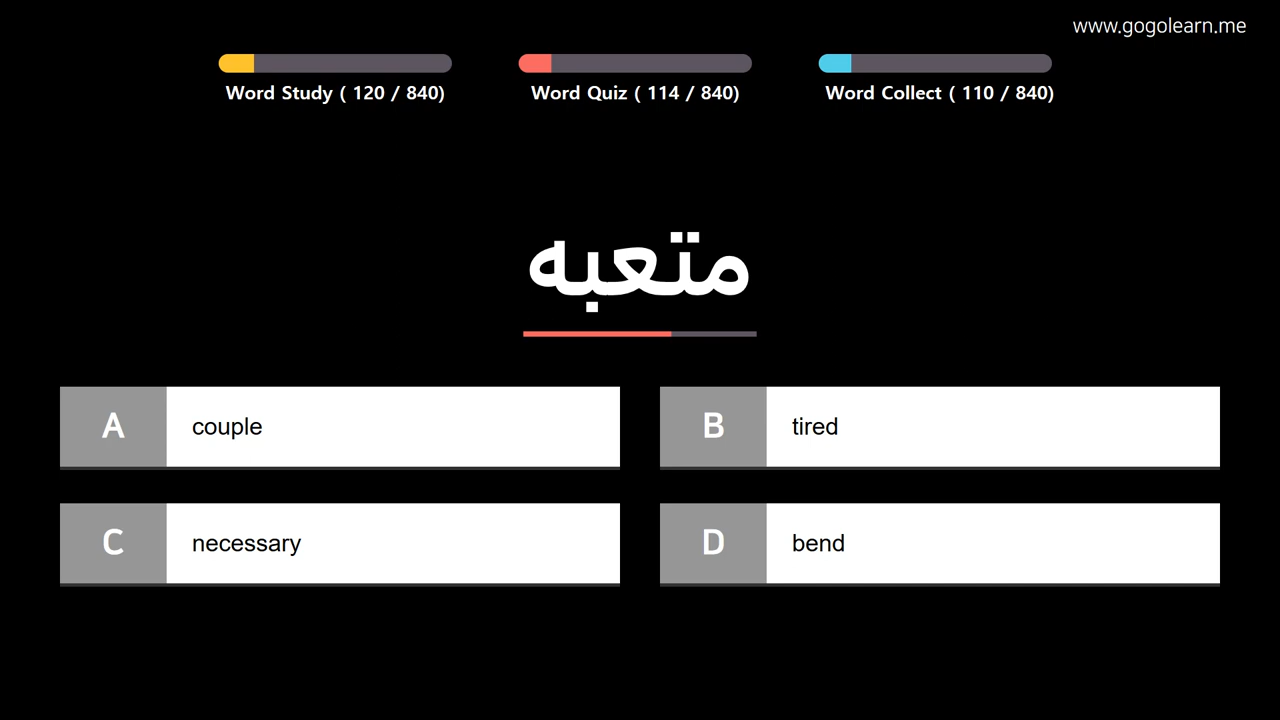 www.gogolearn.me
Word Study ( 120 / 840)
Word Quiz ( 114 / 840)
Word Collect ( 110 / 840)
متعبه
A couple
B tired
C necessary
D bend